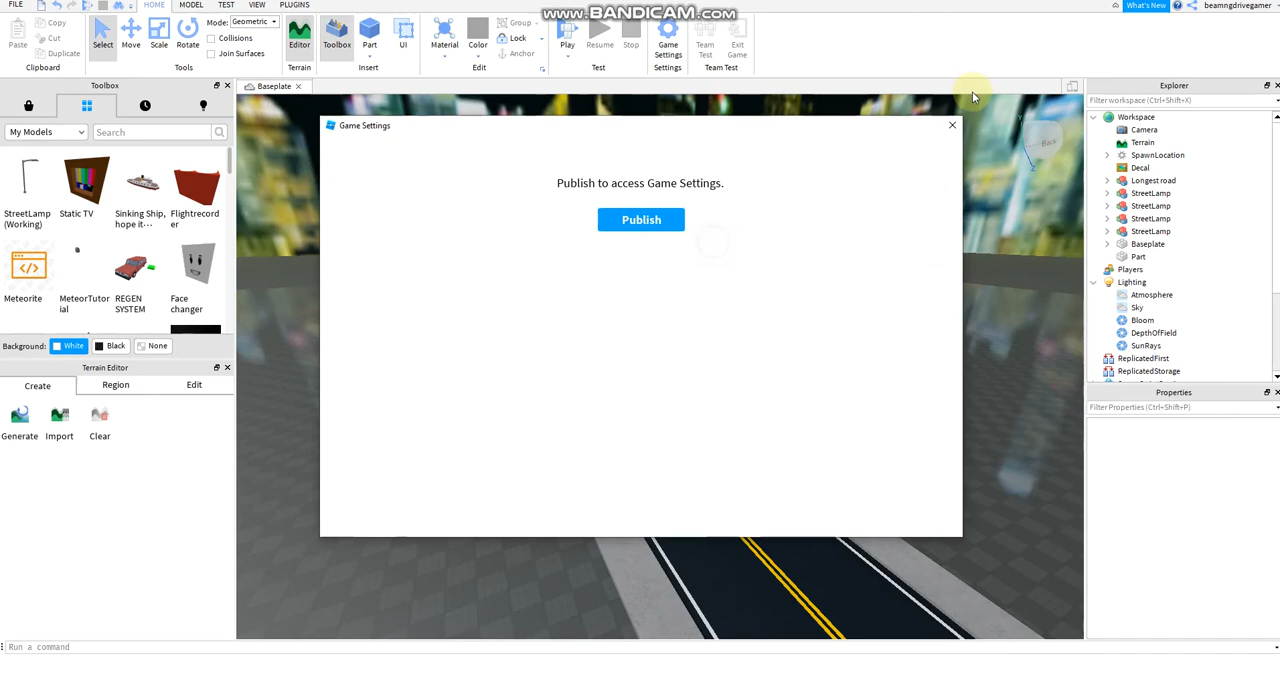 FILE HOME MODEL TEST VIEW PLUGINS
www.BANDICAM.com
What's New beamngdrivegamer
Copy Mode: Geometric Group
Cut Collisions Lock
Duplicate Join Surfaces Anchor
Paste Select Move Scale Rotate Editor Toolbox Part UI Material Color Play Resume Stop Game Settings Team Test Exit Game
Clipboard Tools Terrain Insert Edit Test Settings Team Test
Toolbox Baseplate Explorer
Filter workspace (Ctrl+Shift+X)
My Models Search
StreetLamp (Working)
Static TV
Sinking Ship, hope it···
Flightrecorder
Meteorite
MeteorTutorial
REGEN SYSTEM
Face changer
Background: White Black None
Terrain Editor
Create Region Edit
Generate Import Clear
Game Settings
Publish to access Game Settings.
Publish
Back
Y
Z
Workspace
Camera
Terrain
SpawnLocation
Decal
Longest road
StreetLamp
StreetLamp
StreetLamp
StreetLamp
Baseplate
Part
Players
Lighting
Atmosphere
Sky
Bloom
DepthOfField
SunRays
ReplicatedFirst
ReplicatedStorage
Properties
Filter Properties (Ctrl+Shift+P)
Run a command